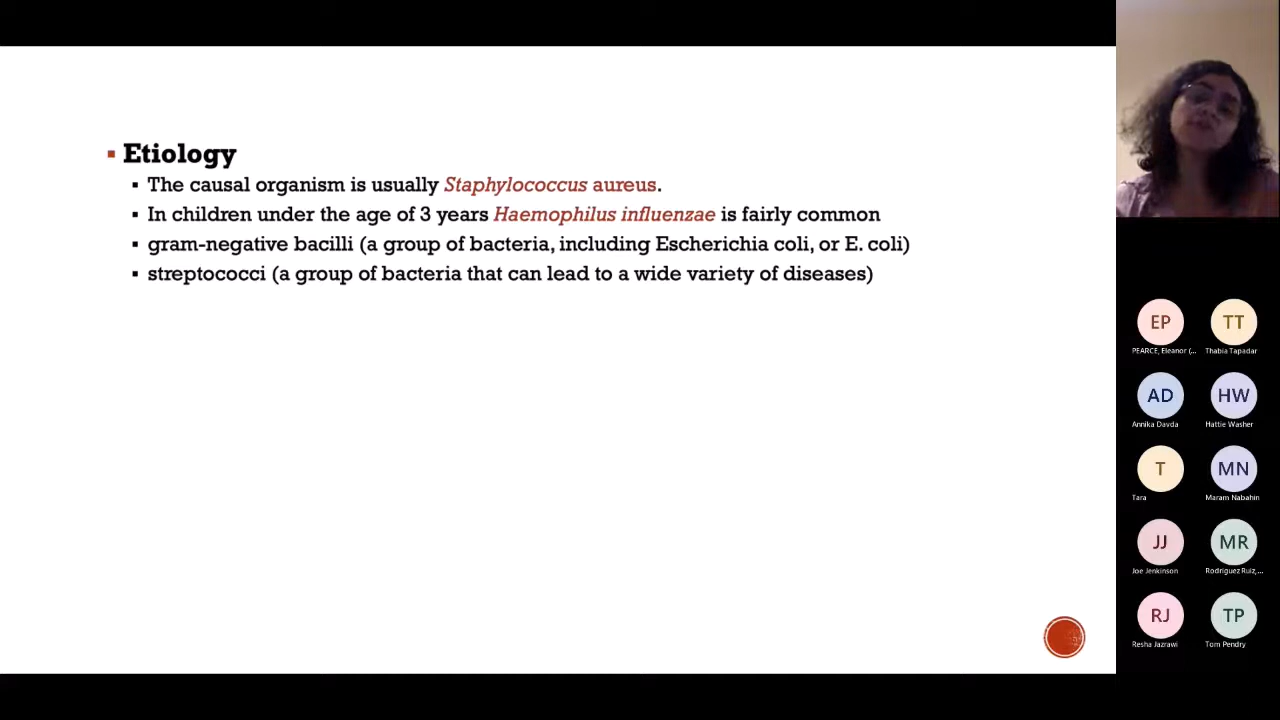 Etiology
The causal organism is usually Staphylococcus aureus.
In children under the age of 3 years Haemophilus influenzae is fairly common
gram-negative bacilli (a group of bacteria, including Escherichia coli, or E. coli)
streptococci (a group of bacteria that can lead to a wide variety of diseases)
EP TT
PEARCE, Eleanor (... Thabia Tapadar
AD HW
Annika Davda Hattie Washer
T MN
Tara Maram Nabahin
JJ MR
Joe Jenkinson Rodriguez Ruiz,...
RJ TP
Resha Jazrawi Tom Pendry